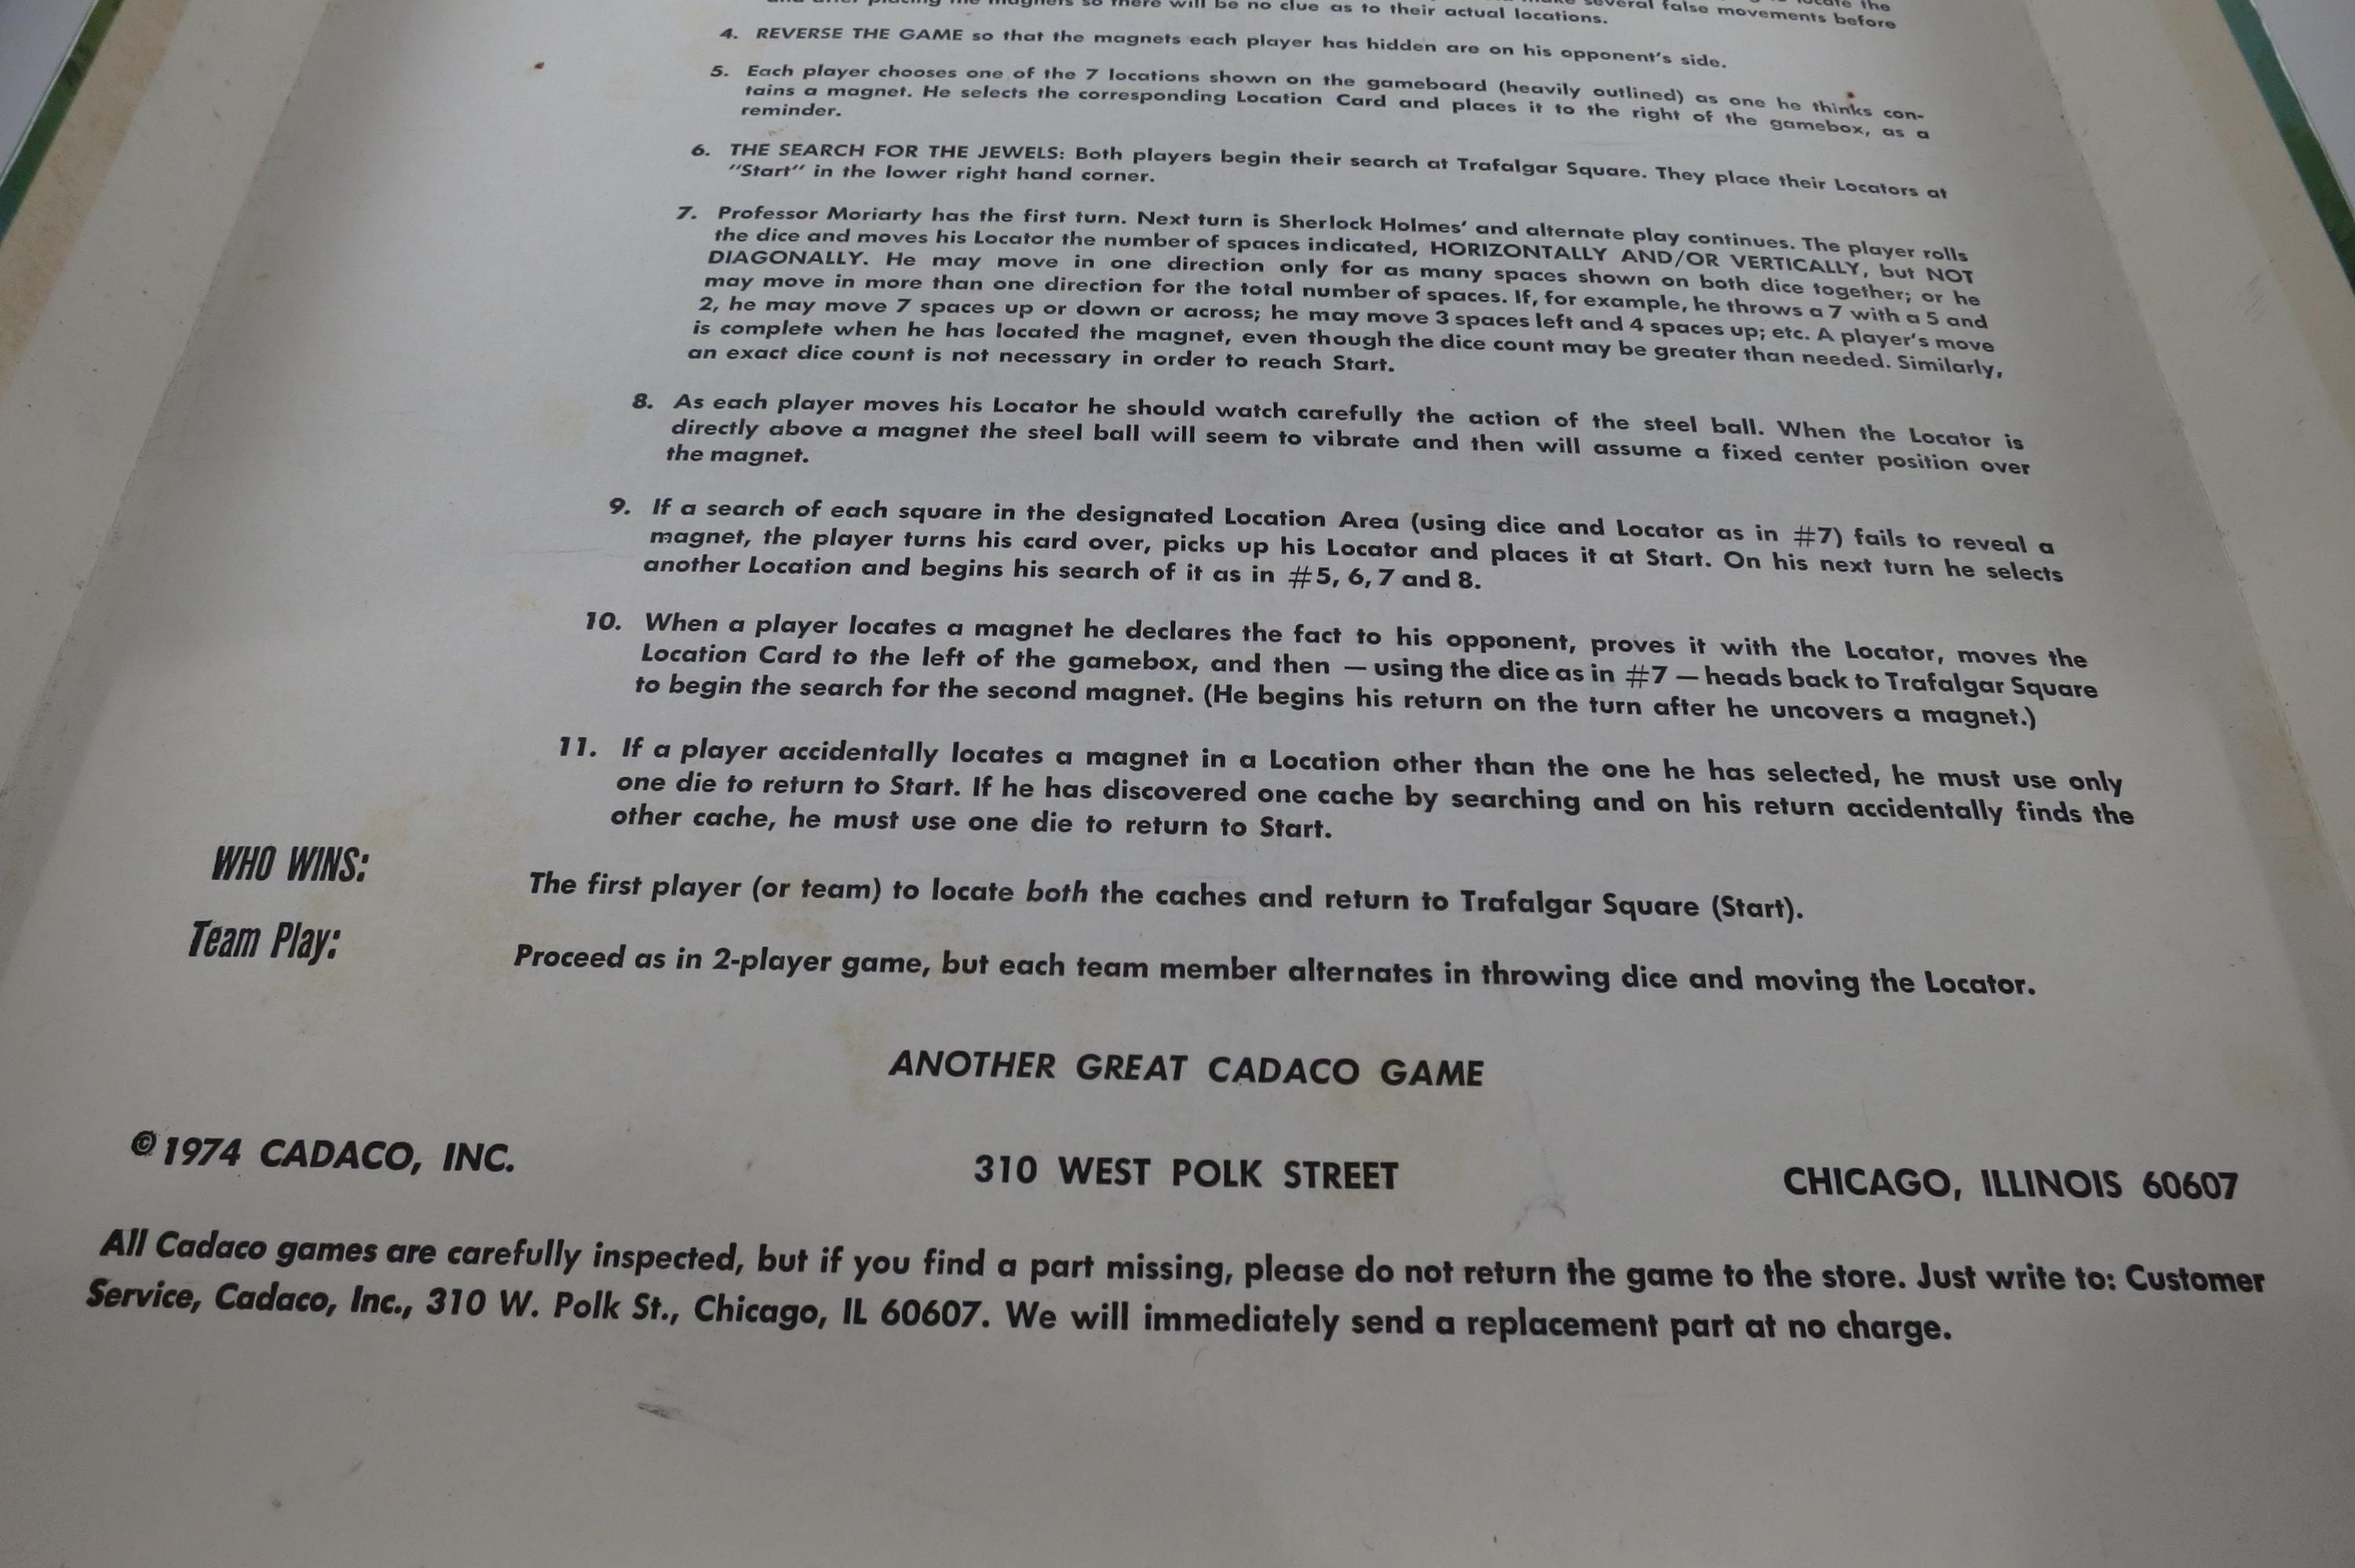 be no clue as to their actual locations.
several false movements before
4. REVERSE THE GAME so that the magnets each player has hidden are on his opponent's side.
5. Each player chooses one of the 7 locations shown on the gameboard (heavily outlined) as one he thinks con-
tains a magnet. He selects the corresponding Location Card and places it to the right of the gamebox, as a
reminder.
6. THE SEARCH FOR THE JEWELS: Both players begin their search at Trafalgar Square. They place their Locators at
"Start" in the lower right hand corner.
7. Professor Moriarty has the first turn. Next turn is Sherlock Holmes' and alternate play continues. The player rolls
the dice and moves his Locator the number of spaces indicated, HORIZONTALLY AND/OR VERTICALLY, but NOT
DIAGONALLY. He may move in one direction only for as many spaces shown on both dice together; or he
may move in more than one direction for the total number of spaces. If, for example, he throws a 7 with a 5 and
2, he may move 7 spaces up or down or across; he may move 3 spaces left and 4 spaces up; etc. A player's move
is complete when he has located the magnet, even though the dice count may be greater than needed. Similarly,
an exact dice count is not necessary in order to reach Start.
8. As each player moves his Locator he should watch carefully the action of the steel ball. When the Locator is
directly above a magnet the steel ball will seem to vibrate and then will assume a fixed center position over
the magnet.
9. If a search of each square in the designated Location Area (using dice and Locator as in #7) fails to reveal a
magnet, the player turns his card over, picks up his Locator and places it at Start. On his next turn he selects
another Location and begins his search of it as in #5, 6, 7 and 8.
10. When a player locates a magnet he declares the fact to his opponent, proves it with the Locator, moves the
Location Card to the left of the gamebox, and then — using the dice as in #7 — heads back to Trafalgar Square
to begin the search for the second magnet. (He begins his return on the turn after he uncovers a magnet.)
11. If a player accidentally locates a magnet in a Location other than the one he has selected, he must use only
one die to return to Start. If he has discovered one cache by searching and on his return accidentally finds the
other cache, he must use one die to return to Start.
WHO WINS: The first player (or team) to locate both the caches and return to Trafalgar Square (Start).
Team Play: Proceed as in 2-player game, but each team member alternates in throwing dice and moving the Locator.
ANOTHER GREAT CADACO GAME
©1974 CADACO, INC. 310 WEST POLK STREET CHICAGO, ILLINOIS 60607
All Cadaco games are carefully inspected, but if you find a part missing, please do not return the game to the store. Just write to: Customer
Service, Cadaco, Inc., 310 W. Polk St., Chicago, IL 60607. We will immediately send a replacement part at no charge.